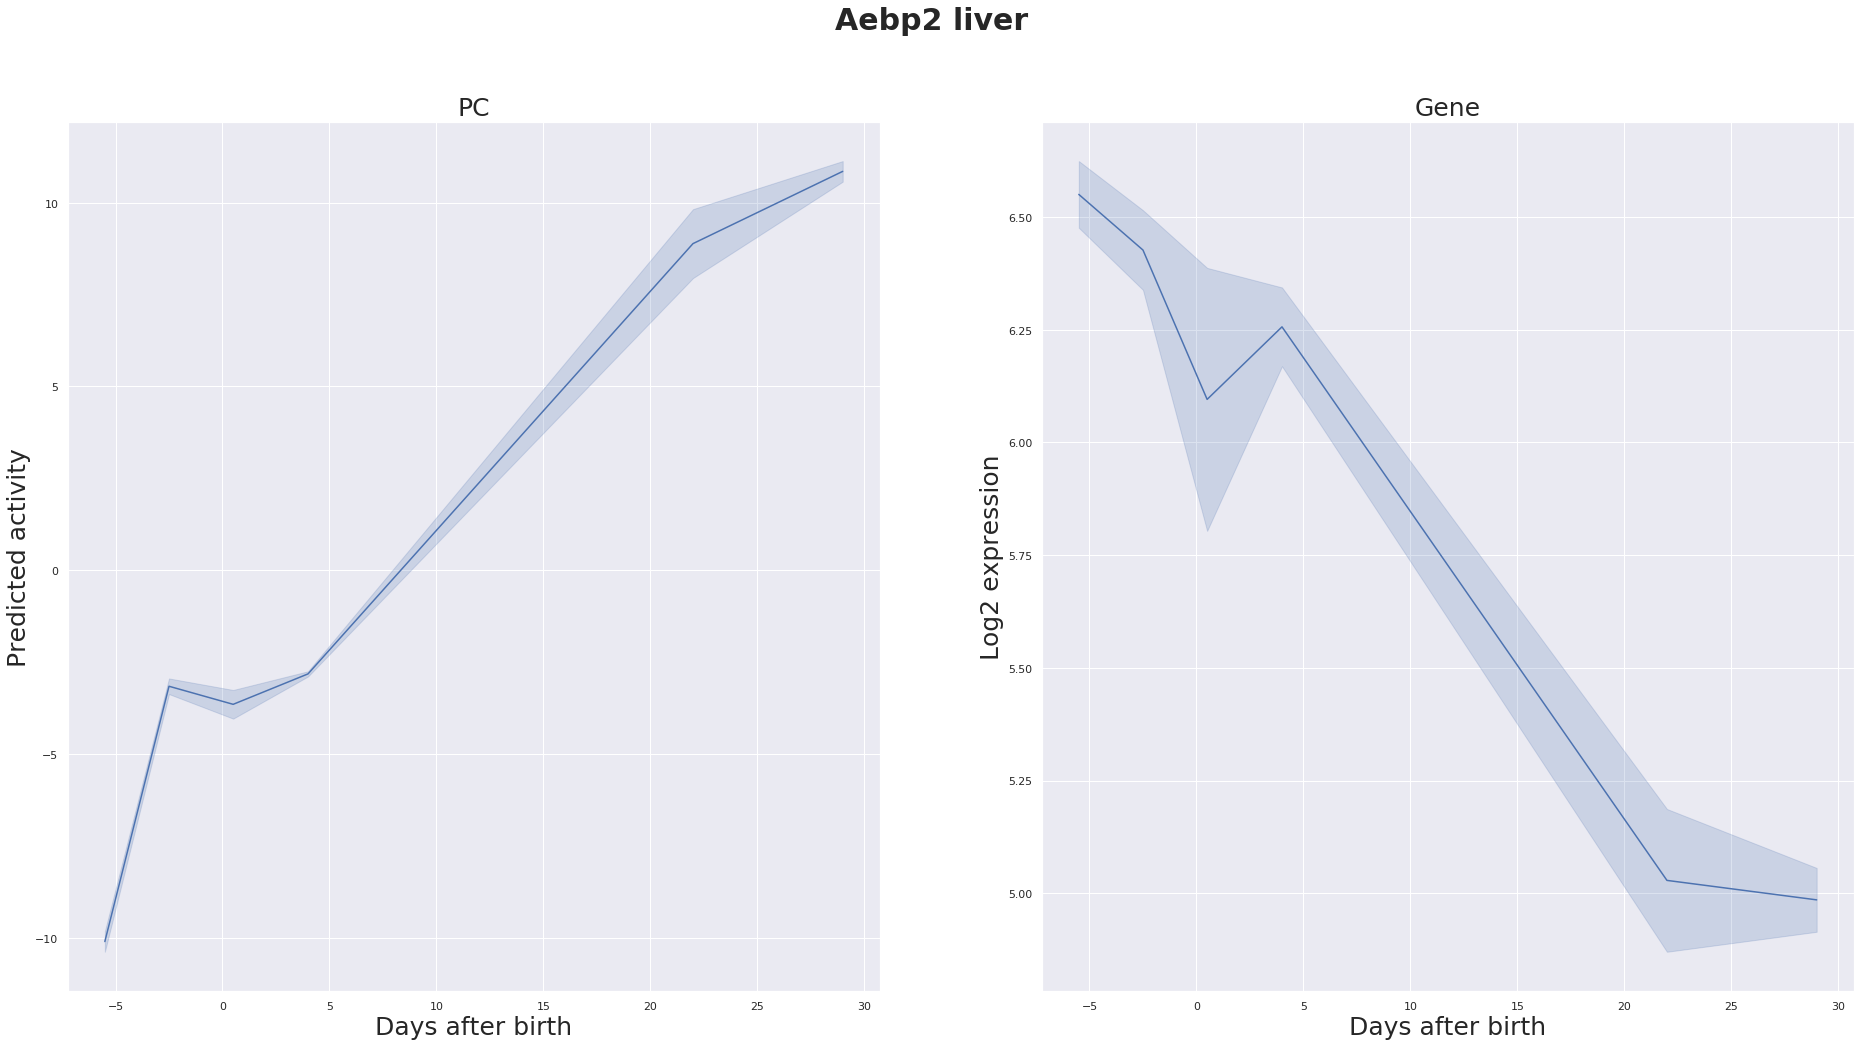 Aebp2 liver
PC
Predicted activity
10
5
0
−5
−10
−5 0 5 10 15 20 25 30
Days after birth
Gene
Log2 expression
6.50
6.25
6.00
5.75
5.50
5.25
5.00
−5 0 5 10 15 20 25 30
Days after birth